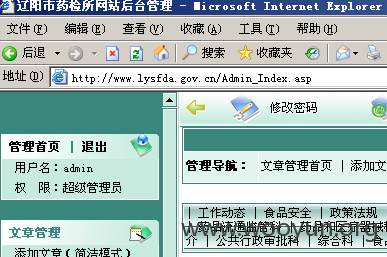 辽阳市药检所网站后台管理 - Microsoft Internet Explorer
文件(F) 编辑(E) 查看(V) 收藏(A) 工具(T) 帮助(H)
后退 搜索 收藏夹
地址(D) http://www.lysfda.gov.cn/Admin_Index.asp
修改密码
管理首页 | 退出
用户名：admin
权 限：超级管理员
管理导航： 文章管理首页 | 添加文
| 工作动态 | 食品安全 | 政策法规
文章管理
介 | 公共行政审批科 | 综合科 | 食
添加文章（简洁模式）